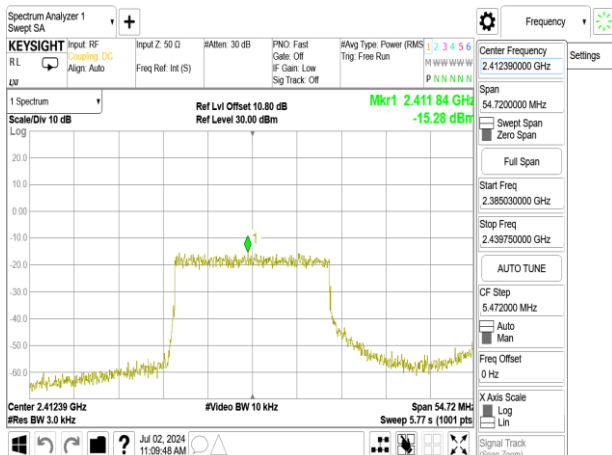 Spectrum Analyzer 1
Swept SA
+
Frequency
KEYSIGHT
RL
LXI
Input: RF
Coupling: DC
Align: Auto
Input Z: 50 Ω
Freq Ref: Int (S)
#Atten: 30 dB
PNO: Fast
Gate: Off
IF Gain: Low
Sig Track: Off
#Avg Type: Power (RMS
Trig: Free Run
1 2 3 4 5 6
M W W W W W
P N N N N N
Center Frequency
2.412390000 GHz
Settings
Span
54.7200000 MHz
Swept Span
Zero Span
Full Span
Start Freq
2.385030000 GHz
Stop Freq
2.439750000 GHz
AUTO TUNE
CF Step
5.472000 MHz
Auto
Man
Freq Offset
0 Hz
X Axis Scale
Log
Lin
Signal Track
(Span Zoom)
1 Spectrum
Scale/Div 10 dB
Log
Ref Lvl Offset 10.80 dB
Ref Level 30.00 dBm
Mkr1 2.411 84 GHz
-15.28 dBm
20.0
10.0
0.00
-10.0
-20.0
-30.0
-40.0
-50.0
-60.0
1
Center 2.41239 GHz
#Res BW 3.0 kHz
#Video BW 10 kHz
Span 54.72 MHz
Sweep 5.77 s (1001 pts
?
Jul 02, 2024
11:09:48 AM